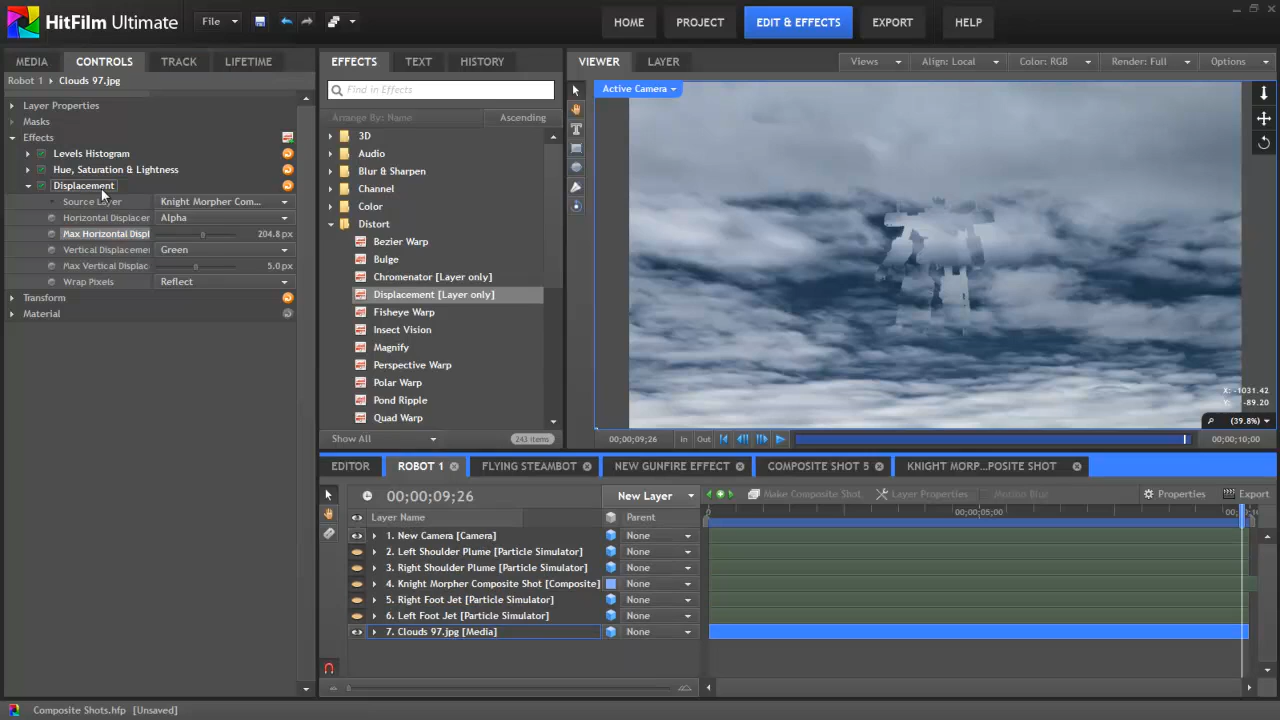 HitFilm Ultimate
File
HOME
PROJECT
EDIT & EFFECTS
EXPORT
HELP
MEDIA
CONTROLS
TRACK
LIFETIME
Robot 1 Clouds 97.jpg
Layer Properties
Masks
Effects
Levels Histogram
Hue, Saturation & Lightness
Displacement
Source Layer Knight Morpher Com...
Horizontal Displacer Alpha
Max Horizontal Displ 204.8 px
Vertical Displacemer Green
Max Vertical Displac 5.0 px
Wrap Pixels Reflect
Transform
Material
EFFECTS
TEXT
HISTORY
Find in Effects
Arrange By: Name Ascending
3D
Audio
Blur & Sharpen
Channel
Color
Distort
Bezier Warp
Bulge
Chromenator [Layer only]
Displacement [Layer only]
Fisheye Warp
Insect Vision
Magnify
Perspective Warp
Polar Warp
Pond Ripple
Quad Warp
Show All 243 items
VIEWER
LAYER
Views
Align: Local
Color: RGB
Render: Full
Options
Active Camera
X: -1031.42
Y: -89.20
(39.8%)
00;00;09;26
In
Out
00;00;10;00
EDITOR
ROBOT 1
FLYING STEAMBOT
NEW GUNFIRE EFFECT
COMPOSITE SHOT 5
KNIGHT MORP...POSITE SHOT
00;00;09;26
New Layer
Make Composite Shot
Layer Properties
Motion Blur
Properties
Export
Layer Name
Parent
0
00;00;05;00
1. New Camera [Camera] None
2. Left Shoulder Plume [Particle Simulator] None
3. Right Shoulder Plume [Particle Simulator] None
4. Knight Morpher Composite Shot [Composite] None
5. Right Foot Jet [Particle Simulator] None
6. Left Foot Jet [Particle Simulator] None
7. Clouds 97.jpg [Media] None
Composite Shots.hfp [Unsaved]